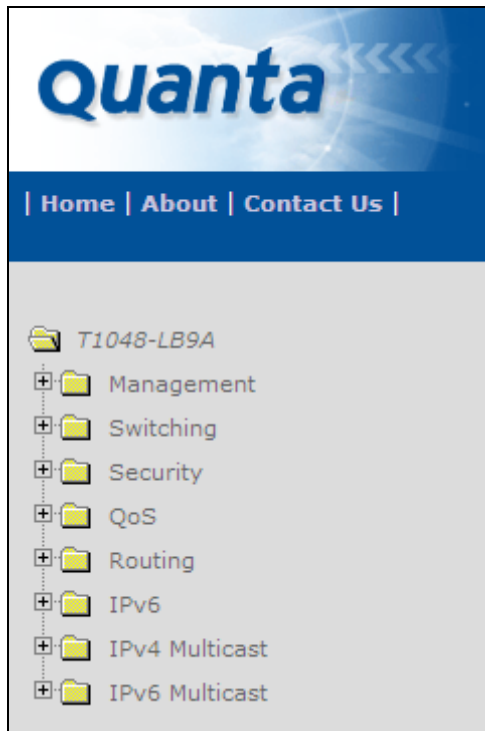 Quanta
| Home | About | Contact Us |
T1048-LB9A
Management
Switching
Security
QoS
Routing
IPv6
IPv4 Multicast
IPv6 Multicast